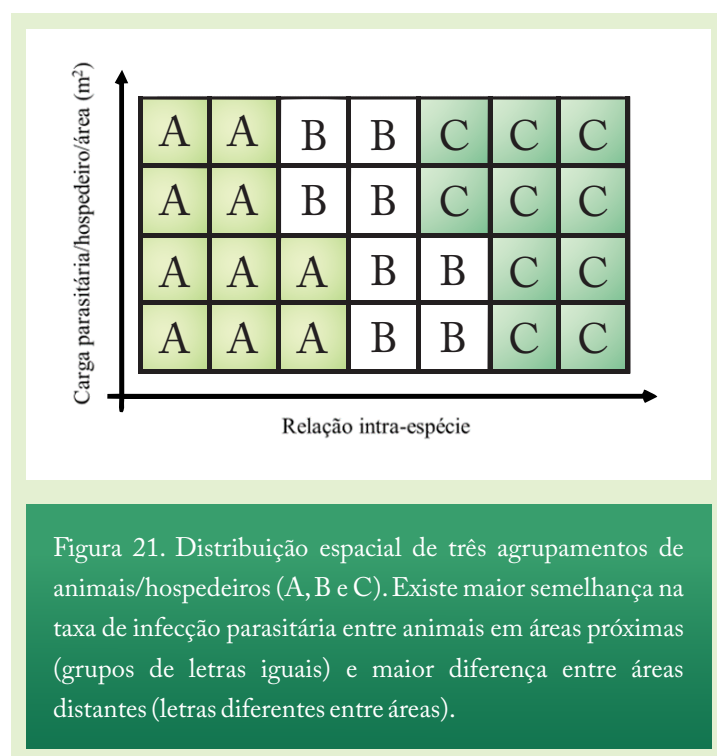 Carga parasitária/hospedeiro/área (m²)
A A B B C C C
A A B B C C C
A A A B B C C
A A A B B C C
Relação intra-espécie
Figura 21. Distribuição espacial de três agrupamentos de
animais/hospedeiros (A, B e C). Existe maior semelhança na
taxa de infecção parasitária entre animais em áreas próximas
(grupos de letras iguais) e maior diferença entre áreas
distantes (letras diferentes entre áreas).